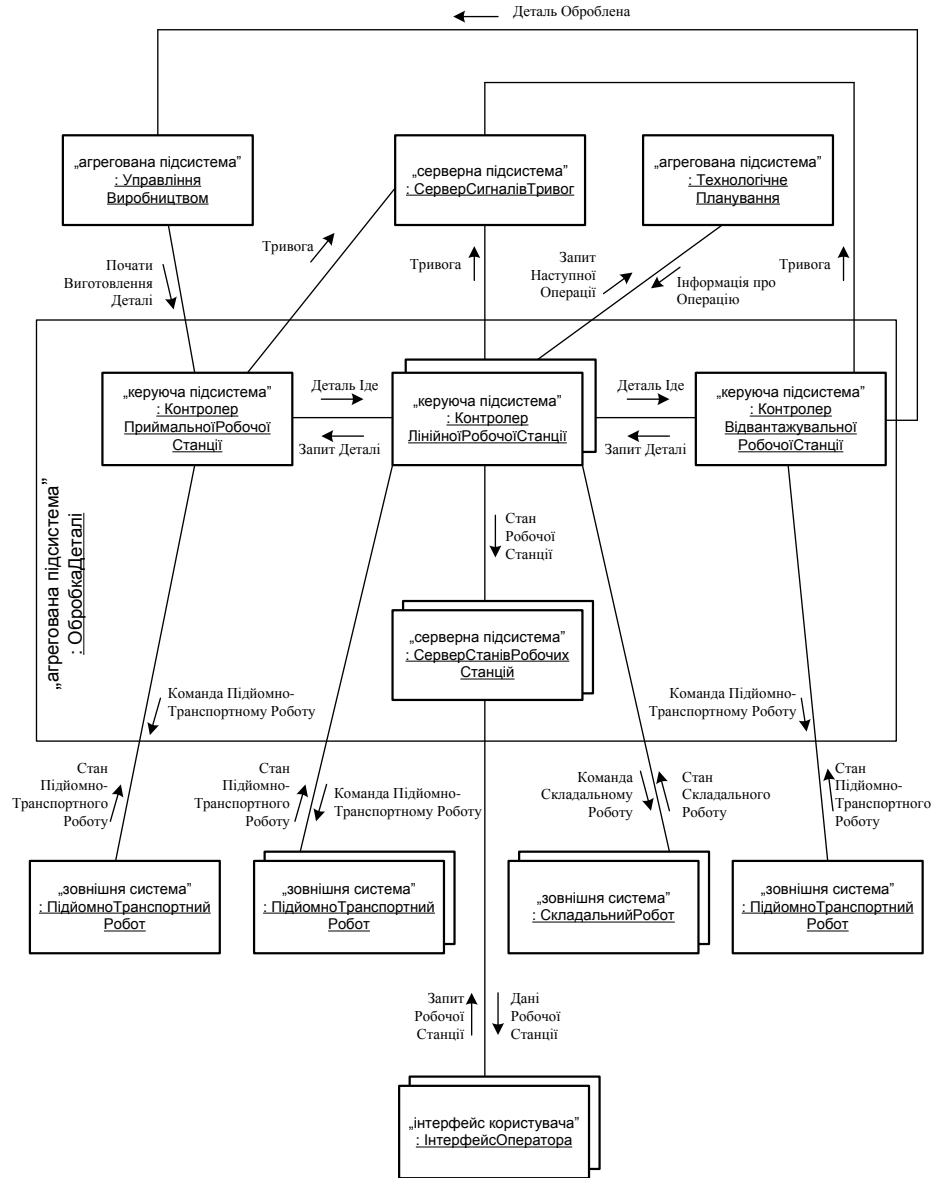 Деталь Оброблена
„агрегована підсистема”
: Управління
Виробництвом
„серверна підсистема”
: СерверСигналівТривог
„агрегована підсистема”
: Технологічне
Планування
Тривога
Почати
Виготовлення
Деталі
Тривога
Запит
Наступної
Операції
Інформація про
Операцію
Тривога
„керуюча підсистема”
: Контролер
ПриймальноїРобочої
Станції
Деталь Іде
Запит Деталі
„керуюча підсистема”
: Контролер
ЛінійноїРобочоїСтанції
Деталь Іде
Запит Деталі
„керуюча підсистема”
: Контролер
Відвантажувальної
РобочоїСтанції
„агрегована підсистема”
: ОбробкаДеталі
Стан
Робочої
Станції
„серверна підсистема”
: СерверСтанівРобочих
Станцій
Команда Підйомно-
Транспортному Роботу
Команда Підйомно-
Транспортному Роботу
Стан
Підйомно-
Транспортного
Роботу
Стан
Підйомно-
Транспортного
Роботу
Команда Підйомно-
Транспортному Роботу
Команда
Складальному
Роботу
Стан
Складального
Роботу
Стан
Підйомно-
Транспортного
Роботу
„зовнішня система”
: ПідйомноТранспортний
Робот
„зовнішня система”
: ПідйомноТранспортний
Робот
„зовнішня система”
: СкладальнийРобот
„зовнішня система”
: ПідйомноТранспортний
Робот
Запит
Робочої
Станції
Дані
Робочої
Станції
„інтерфейс користувача”
: ІнтерфейсОператора